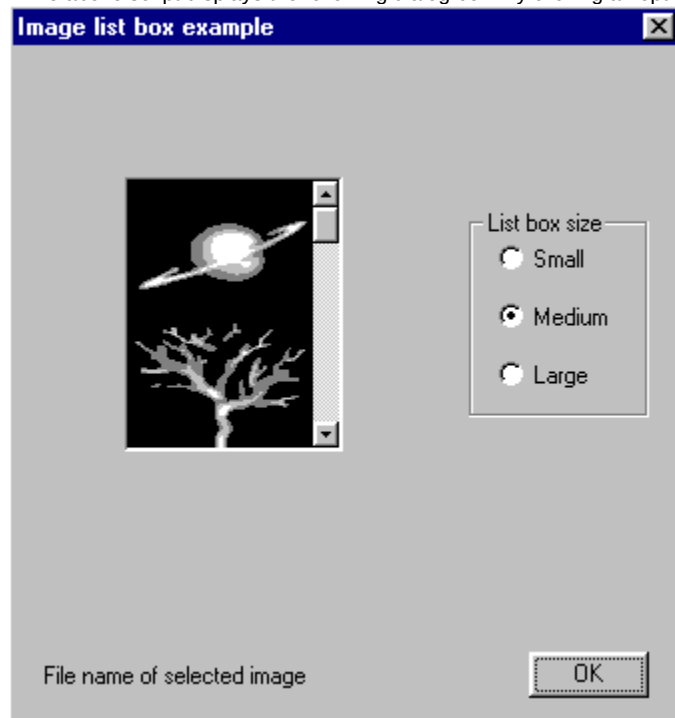 Image list box example
List box size
Small
Medium
Large
File name of selected image
OK